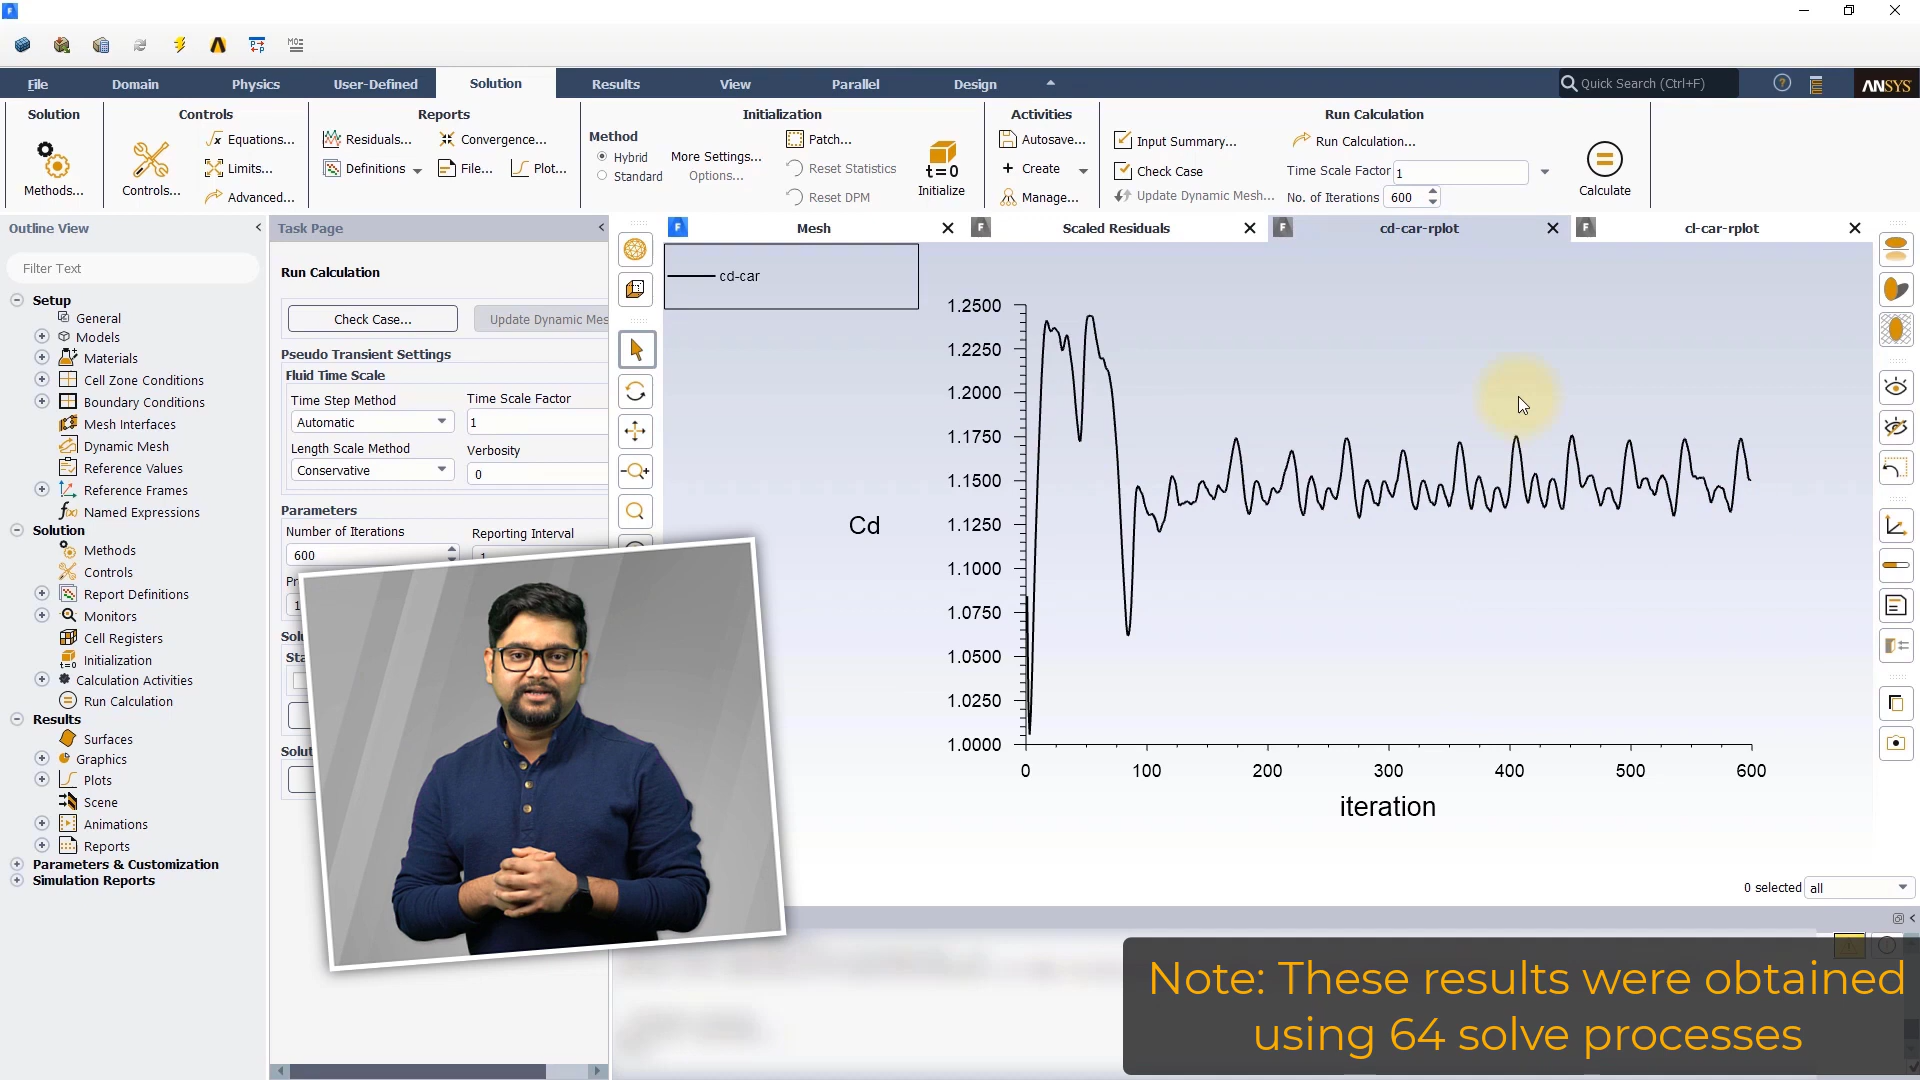 File
Domain
Physics
User-Defined
Solution
Results
View
Parallel
Design
Quick Search (Ctrl+F)
ANSYS
Solution
Methods...
Controls
Controls...
Equations...
Limits...
Advanced...
Reports
Residuals...
Convergence...
Definitions
File...
Plot...
Initialization
Method
Hybrid
Standard
More Settings...
Options...
Patch...
Reset Statistics
Reset DPM
t=0
Initialize
Activities
Autosave...
Create
Manage...
Run Calculation
Input Summary...
Run Calculation...
Check Case
Time Scale Factor 1
Update Dynamic Mesh...
No. of Iterations 600
Calculate
Outline View
Filter Text
Setup
General
Models
Materials
Cell Zone Conditions
Boundary Conditions
Mesh Interfaces
Dynamic Mesh
Reference Values
Reference Frames
Named Expressions
Solution
Methods
Controls
Report Definitions
Monitors
Cell Registers
Initialization
Calculation Activities
Run Calculation
Results
Surfaces
Graphics
Plots
Scene
Animations
Reports
Parameters & Customization
Simulation Reports
Task Page
Run Calculation
Check Case...
Update Dynamic Mes
Pseudo Transient Settings
Fluid Time Scale
Time Step Method
Time Scale Factor
Automatic
1
Length Scale Method
Verbosity
Conservative
0
Parameters
Number of Iterations
Reporting Interval
600
1
Mesh
Scaled Residuals
cd-car-rplot
cl-car-rplot
cd-car
Cd
1.2500
1.2250
1.2000
1.1750
1.1500
1.1250
1.1000
1.0750
1.0500
1.0250
1.0000
0 100 200 300 400 500 600
iteration
0 selected all
Note: These results were obtained
using 64 solve processes